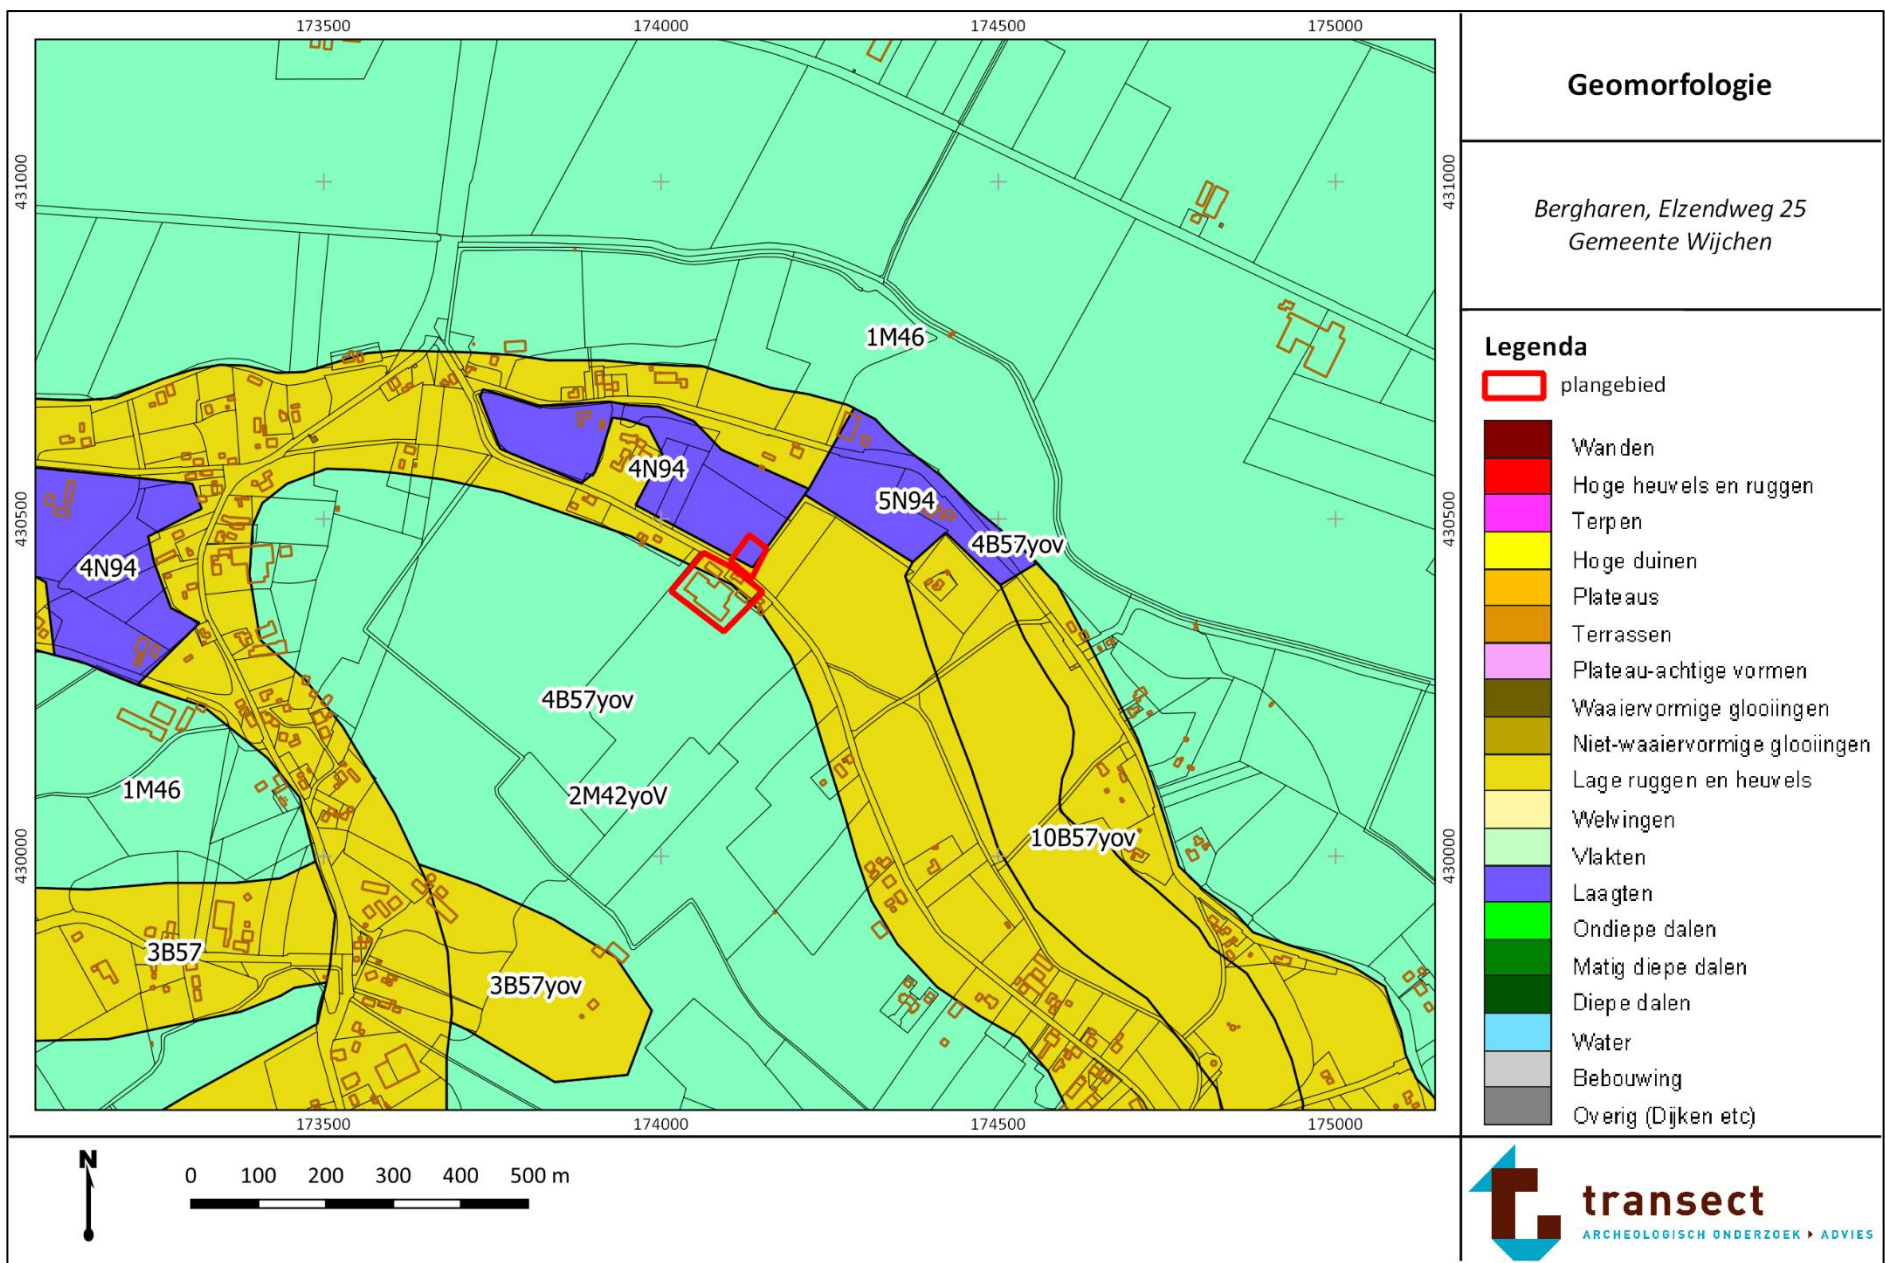 173500
174000
174500
175000
431000
431000
1M46
4N94
5N94
430500
430500
4B57yov
4N94
4B57yov
1M46
2M42yoV
10B57yov
430000
430000
3B57
3B57yov
173500
174000
174500
175000
N
0 100 200 300 400 500 m
Geomorfologie
Bergharen, Elzendweg 25
Gemeente Wijchen
Legenda
plangebied
Wanden
Hoge heuvels en ruggen
Terpen
Hoge duinen
Plateaus
Terrassen
Plateau-achtige vormen
Waaiervormige glooiingen
Niet-waaiervormige glooiingen
Lage ruggen en heuvels
Welvingen
Vlakten
Laagten
Ondiepe dalen
Matig diepe dalen
Diepe dalen
Water
Bebouwing
Overig (Dijken etc)
transect
ARCHEOLOGISCH ONDERZOEK ▸ ADVIES